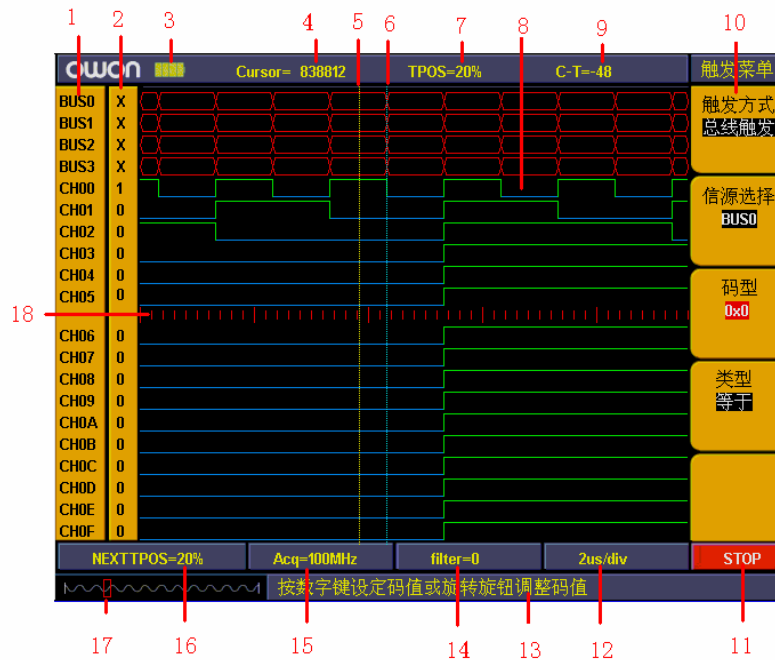 1 2 3 4 5 6 7 8 9 10
owon Cursor= 838812 TPOS=20% C-T=-48 触发菜单
BUS0 X
BUS1 X
BUS2 X
BUS3 X
CH00 1
CH01 0
CH02 0
CH03 0
CH04 0
CH05 0
18
CH06 0
CH07 0
CH08 0
CH09 0
CH0A 0
CH0B 0
CH0C 0
CH0D 0
CH0E 0
CH0F 0
触发方式
总线触发
信源选择
BUS0
码型
0x0
类型
等于
NEXTTPOS=20% Acq=100MHz filter=0 2us/div STOP
按数字键设定码值或旋转旋钮调整码值
17 16 15 14 13 12 11